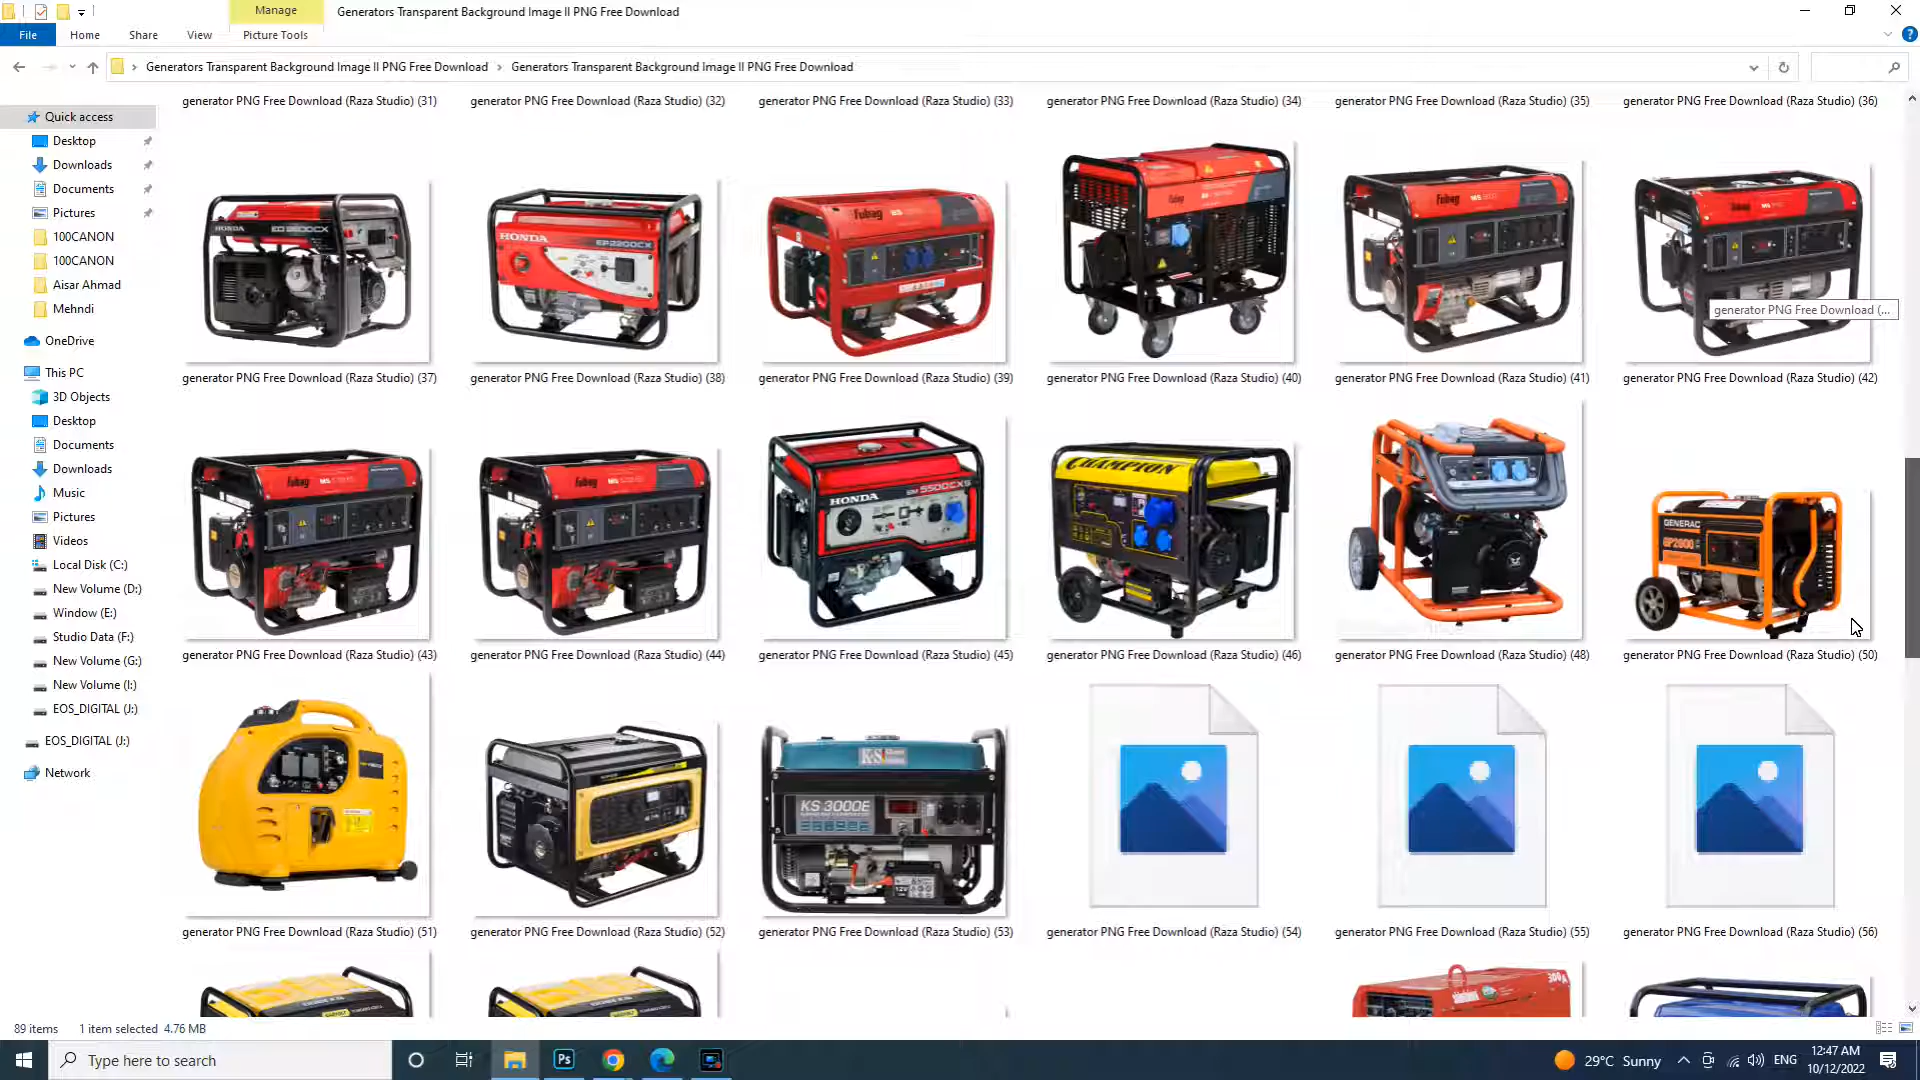 Manage
Generators Transparent Background Image ll PNG Free Download
File
Home
Share
View
Picture Tools
Generators Transparent Background Image ll PNG Free Download
Generators Transparent Background Image ll PNG Free Download
Quick access
Desktop
Downloads
Documents
Pictures
100CANON
100CANON
Aisar Ahmad
Mehndi
OneDrive
This PC
3D Objects
Desktop
Documents
Downloads
Music
Pictures
Videos
Local Disk (C:)
New Volume (D:)
Window (E:)
Studio Data (F:)
New Volume (G:)
New Volume (I:)
EOS_DIGITAL (J:)
EOS_DIGITAL (J:)
Network
generator PNG Free Download (Raza Studio) (31)
generator PNG Free Download (Raza Studio) (32)
generator PNG Free Download (Raza Studio) (33)
generator PNG Free Download (Raza Studio) (34)
generator PNG Free Download (Raza Studio) (35)
generator PNG Free Download (Raza Studio) (36)
HONDA
HONDA
EP2200CX
Fubag
Fubag
generator PNG Free Download (...
generator PNG Free Download (Raza Studio) (37)
generator PNG Free Download (Raza Studio) (38)
generator PNG Free Download (Raza Studio) (39)
generator PNG Free Download (Raza Studio) (40)
generator PNG Free Download (Raza Studio) (41)
generator PNG Free Download (Raza Studio) (42)
Fubag
Fubag
HONDA
EM 5500CXS
CHAMPION
GENERAC
generator PNG Free Download (Raza Studio) (43)
generator PNG Free Download (Raza Studio) (44)
generator PNG Free Download (Raza Studio) (45)
generator PNG Free Download (Raza Studio) (46)
generator PNG Free Download (Raza Studio) (48)
generator PNG Free Download (Raza Studio) (50)
K&S
KS 3000E
12V
generator PNG Free Download (Raza Studio) (51)
generator PNG Free Download (Raza Studio) (52)
generator PNG Free Download (Raza Studio) (53)
generator PNG Free Download (Raza Studio) (54)
generator PNG Free Download (Raza Studio) (55)
generator PNG Free Download (Raza Studio) (56)
300A
89 items
1 item selected 4.76 MB
Type here to search
Ps
29°C Sunny
ENG
12:47 AM
10/12/2022